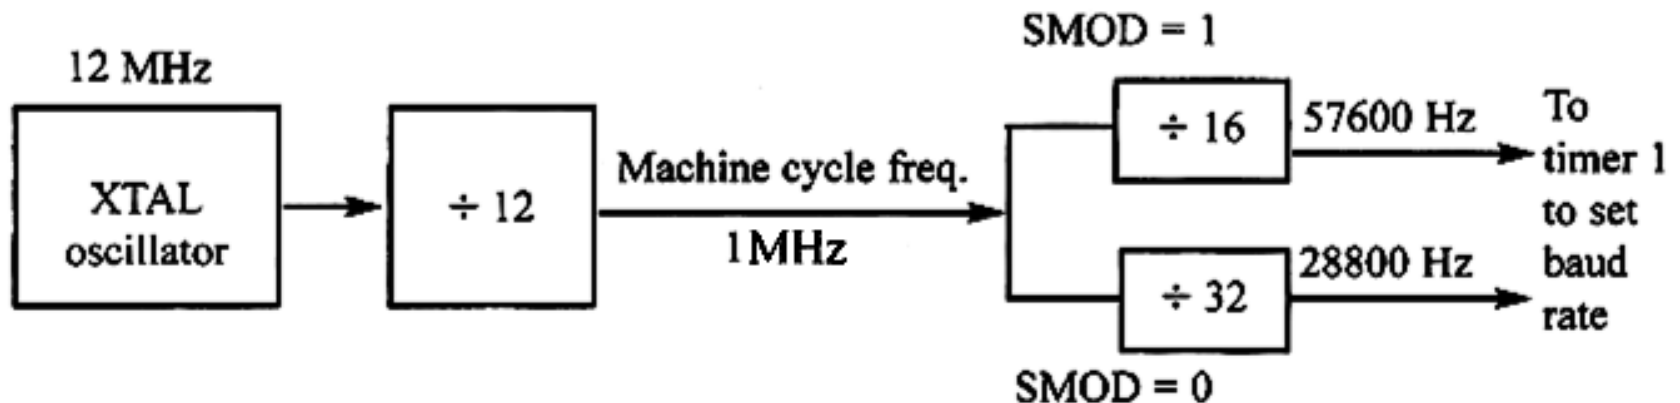 12 MHz
XTAL
oscillator
÷ 12
Machine cycle freq.
1MHz
SMOD = 1
÷ 16
57600 Hz
÷ 32
28800 Hz
SMOD = 0
To
timer 1
to set
baud
rate